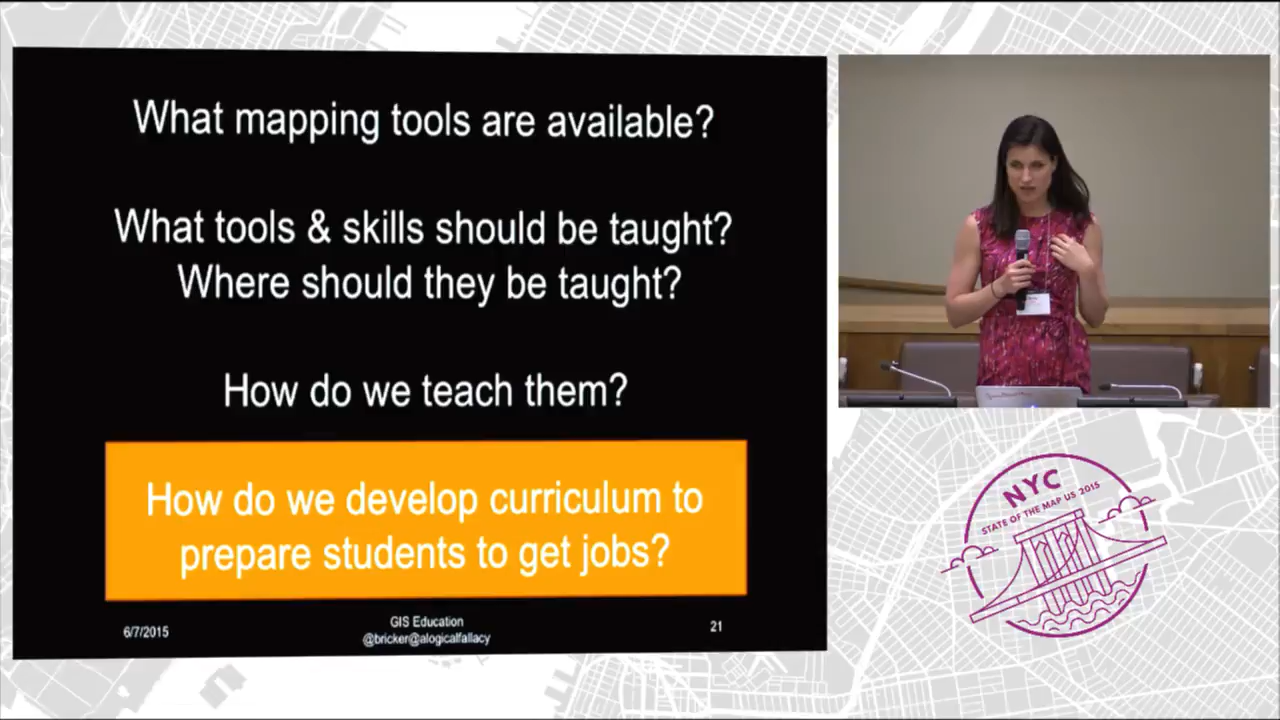 What mapping tools are available?
What tools & skills should be taught?
Where should they be taught?
How do we teach them?
How do we develop curriculum to
prepare students to get jobs?
6/7/2015
GIS Education
@bricker@alogicalfallacy
21
NYC
STATE OF THE MAP US 2015